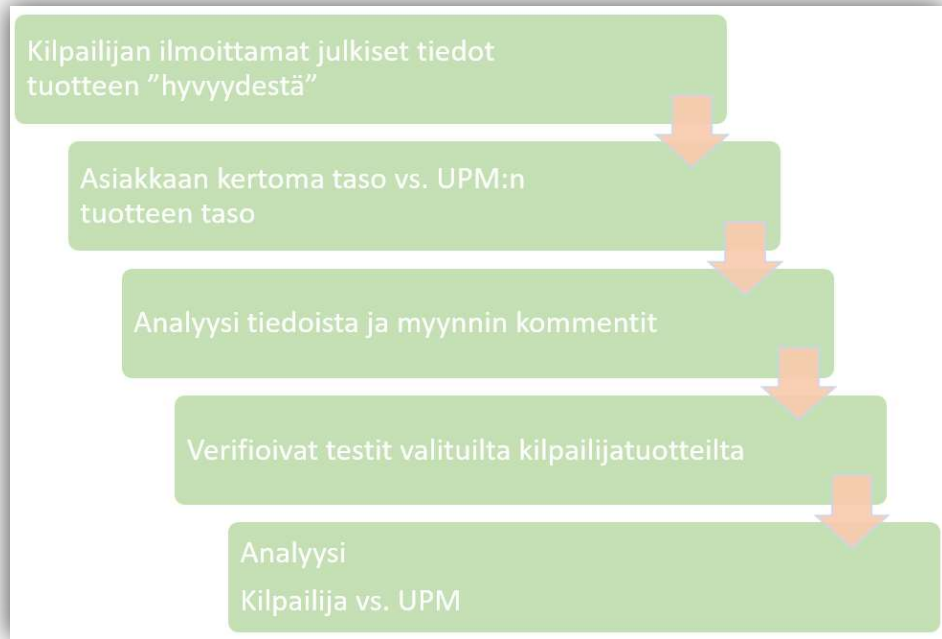 Kilpailijan ilmoittamat julkiset tiedot
tuotteen ”hyvyydestä”
Asiakkaan kertoma taso vs. UPM:n
tuotteen taso
Analyysi tiedoista ja myynnin kommentit
Verifioivat testit valituilta kilpailijatuotteilta
Analyysi
Kilpailija vs. UPM